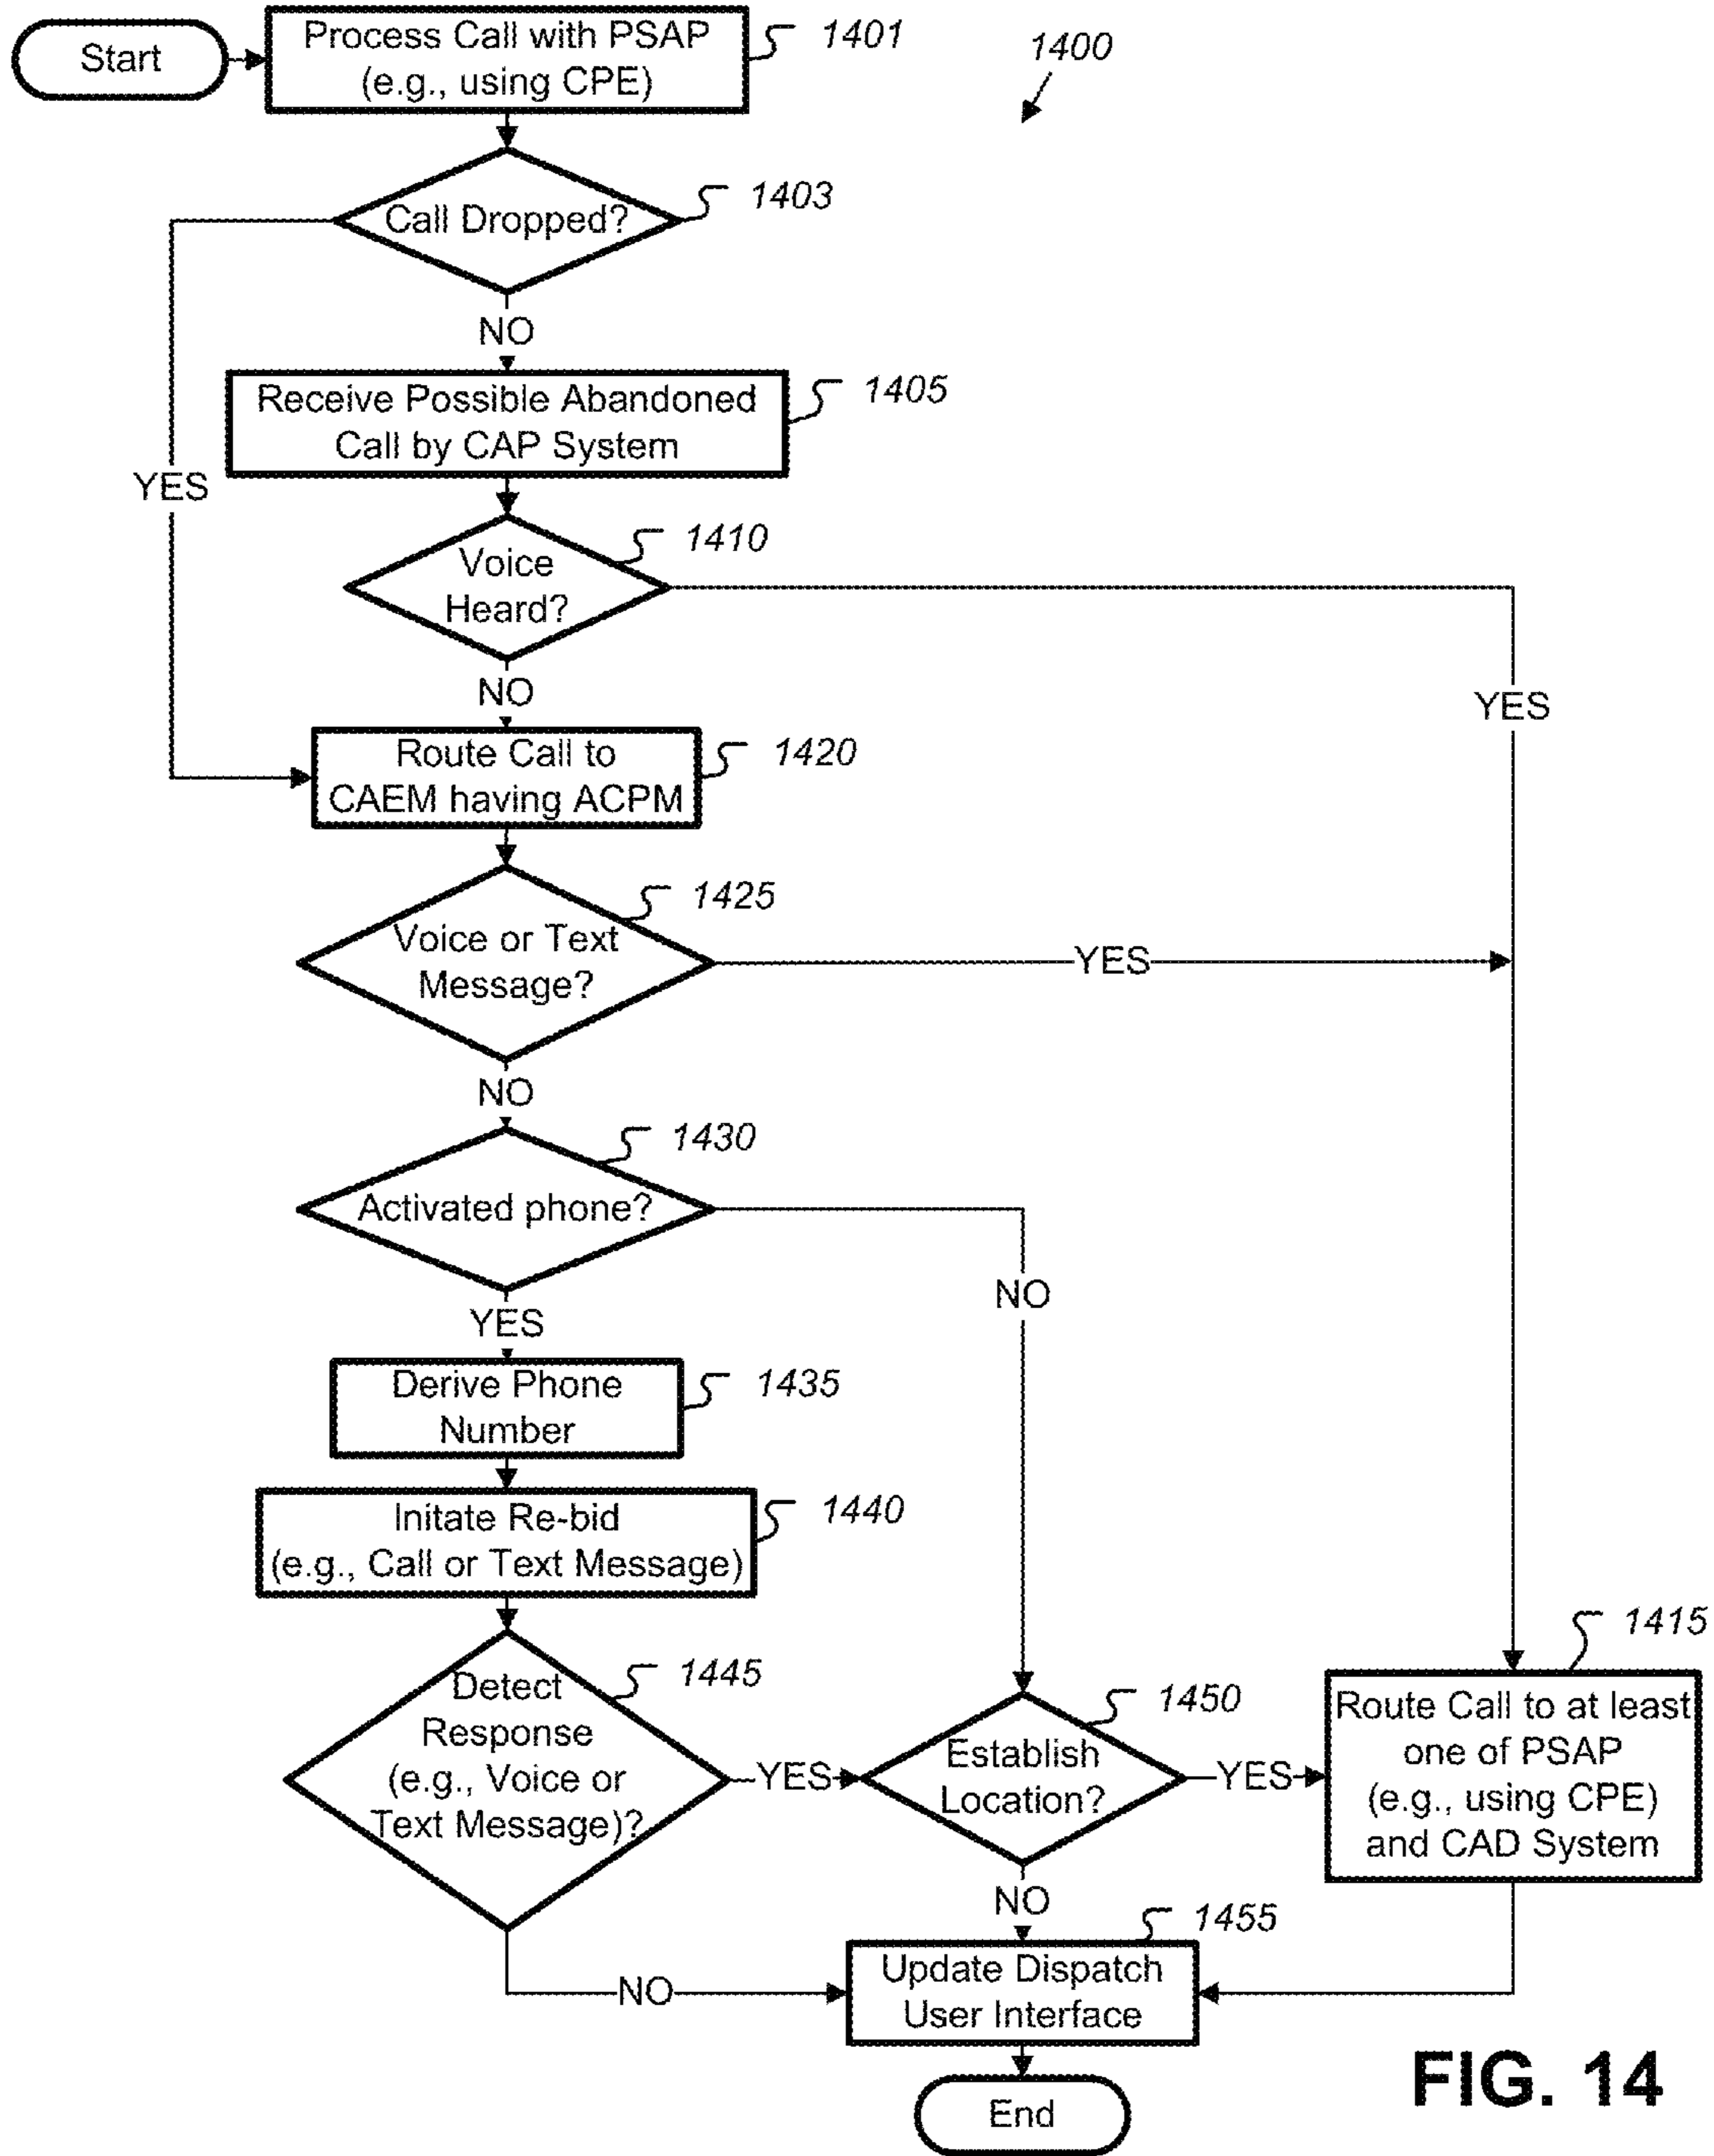 Start
Process Call with PSAP
(e.g., using CPE)
1401
1400
Call Dropped?
1403
NO
YES
Receive Possible Abandoned
Call by CAP System
1405
Voice
Heard?
1410
NO
YES
Route Call to
CAEM having ACPM
1420
Voice or Text
Message?
1425
YES
NO
Activated phone?
1430
NO
YES
Derive Phone
Number
1435
Initate Re-bid
(e.g., Call or Text Message)
1440
Detect
Response
(e.g., Voice or
Text Message)?
1445
YES
NO
Establish
Location?
1450
YES
NO
Route Call to at least
one of PSAP
(e.g., using CPE)
and CAD System
1415
Update Dispatch
User Interface
1455
End
FIG. 14